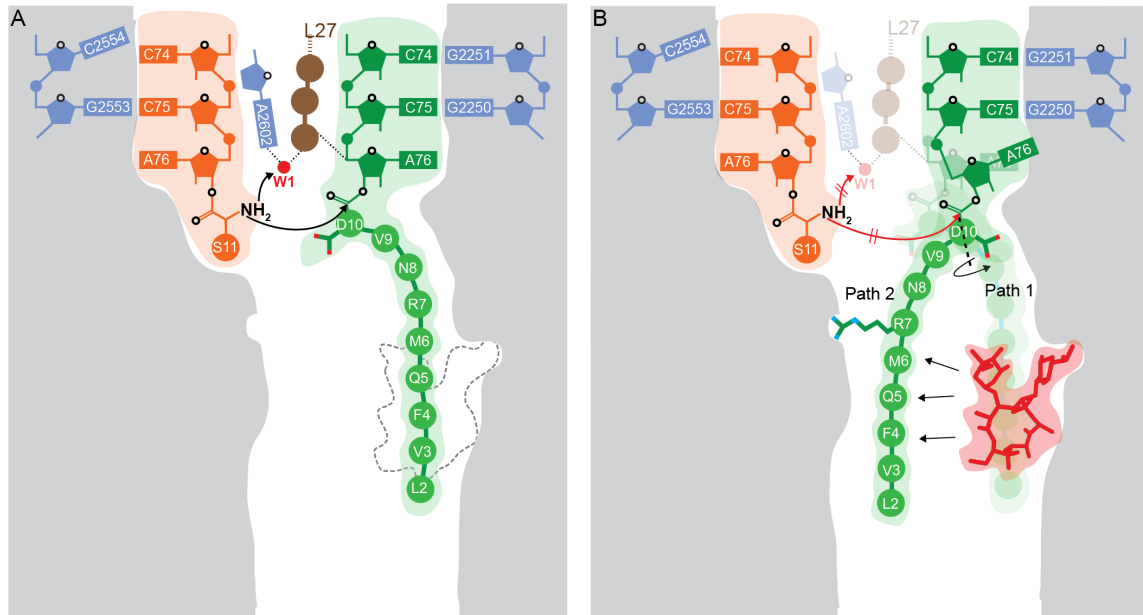 A
L27
C2554
C74
C74
G2251
G2553
C75
A2602
C75
G2250
A76
W1
A76
NH2
D10
S11
V9
N8
R7
M6
Q5
F4
V3
L2
B
L27
C2554
C74
C74
G2251
G2553
C75
A2602
C75
G2250
A76
W1
A76
NH2
D10
S11
V9
Path 2
N8
Path 1
R7
M6
Q5
F4
V3
L2